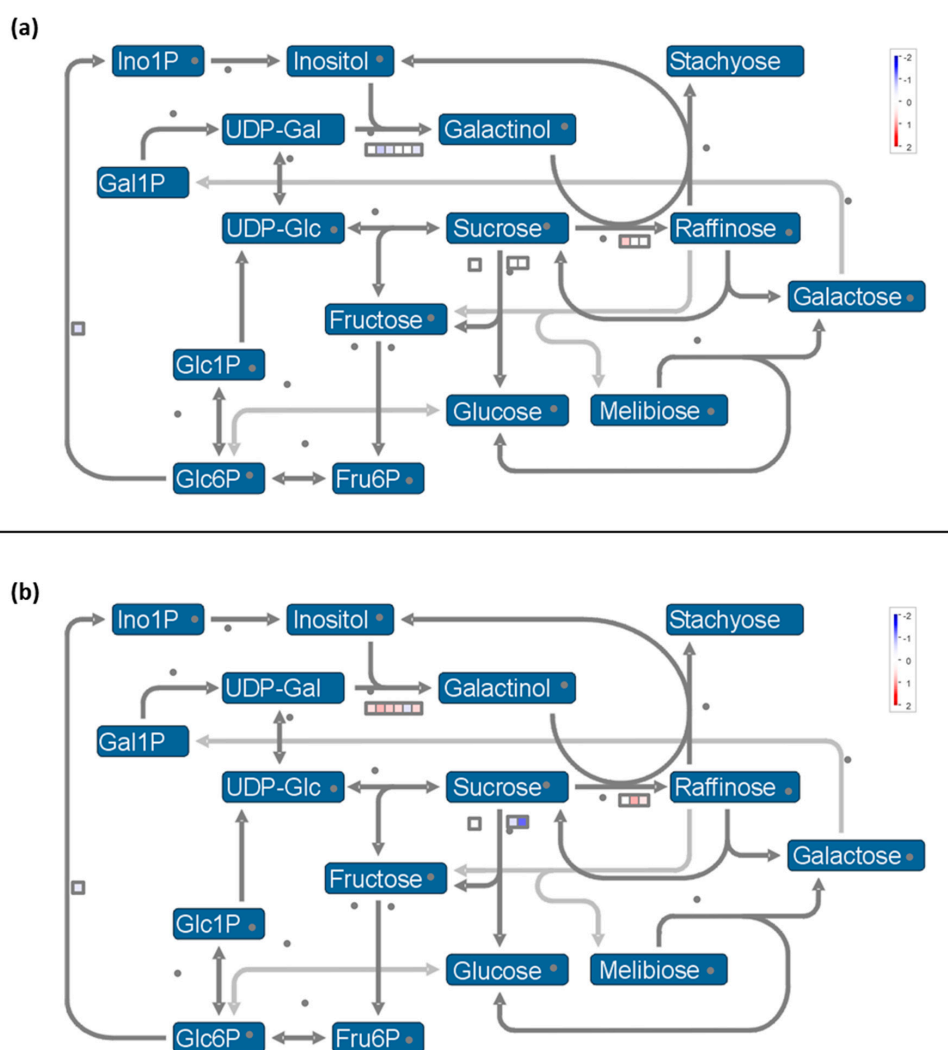 (a)
Ino1P Inositol Stachyose
-2
-1
0
1
2
UDP-Gal Galactinol
Gal1P
UDP-Glc Sucrose Raffinose
Galactose
Fructose
Glc1P
Glucose Melibiose
Glc6P Fru6P
(b)
Ino1P Inositol Stachyose
-2
-1
0
1
2
UDP-Gal Galactinol
Gal1P
UDP-Glc Sucrose Raffinose
Galactose
Fructose
Glc1P
Glucose Melibiose
Glc6P Fru6P